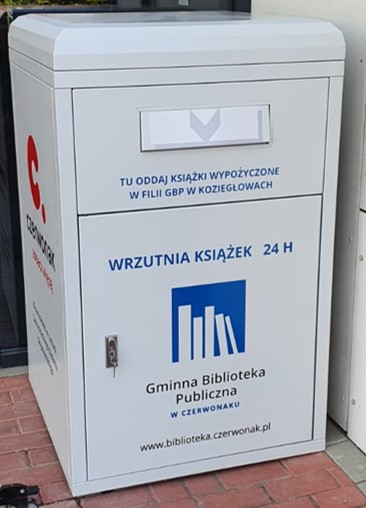 TU ODDAJ KSIĄŻKI WYPOŻYCZONE
W FILII GBP W KOZIEGŁOWACH
WRZUTNIA KSIĄŻEK 24 H
Gminna Biblioteka
Publiczna
W CZERWONAKU
www.biblioteka.czerwonak.pl
czerwonak